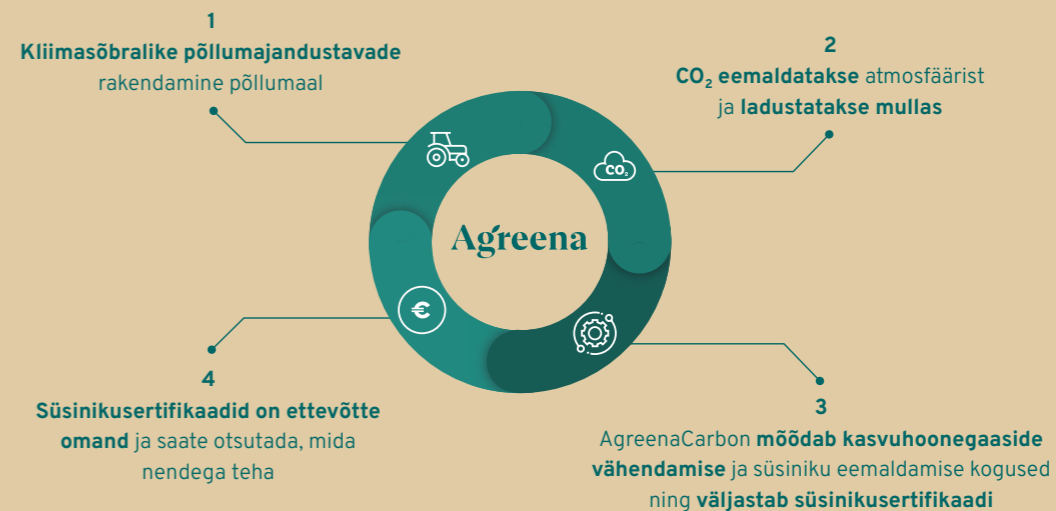 1
Kliimasõbralike põllumajandustavade
rakendamine põllumaal
2
CO₂ eemaldatakse atmosfäärist
ja ladustatakse mullas
CO₂
Agreena
€
4
Süsinikusertifikaadid on ettevõtte
omand ja saate otsutada, mida
nendega teha
3
AgreenaCarbon mõõdab kasvuhoonegaaside
vähendamise ja süsiniku eemaldamise kogused
ning väljastab süsinikusertifikaadi